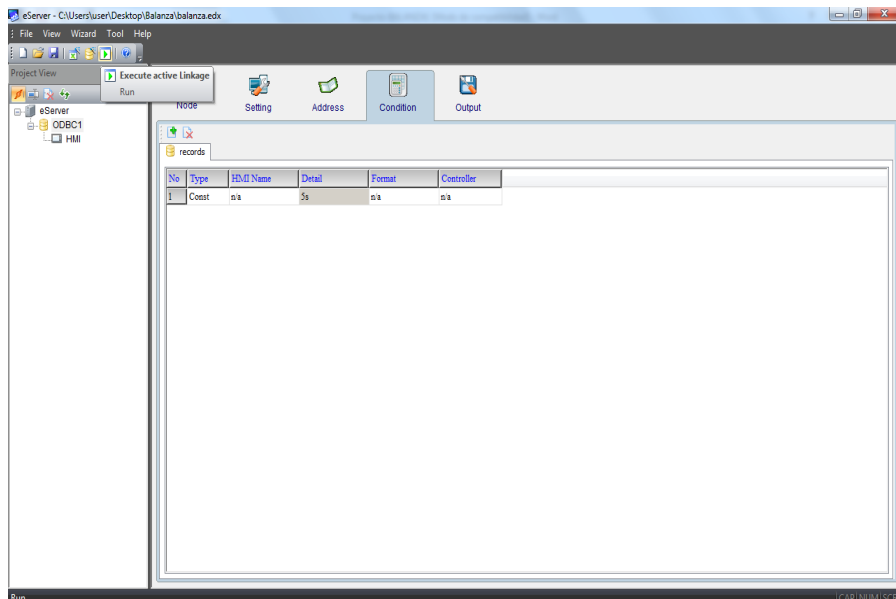 eServer - C:\Users\user\Desktop\Balanza\balanza.edx
File View Wizard Tool Help
Project View
Execute active Linkage
Run
eServer
ODBC1
HMI
Node Setting Address Condition Output
records
No Type HMI Name Detail Format Controller
1 Const n/a 5s n/a n/a
Run
CAP NUM SCR